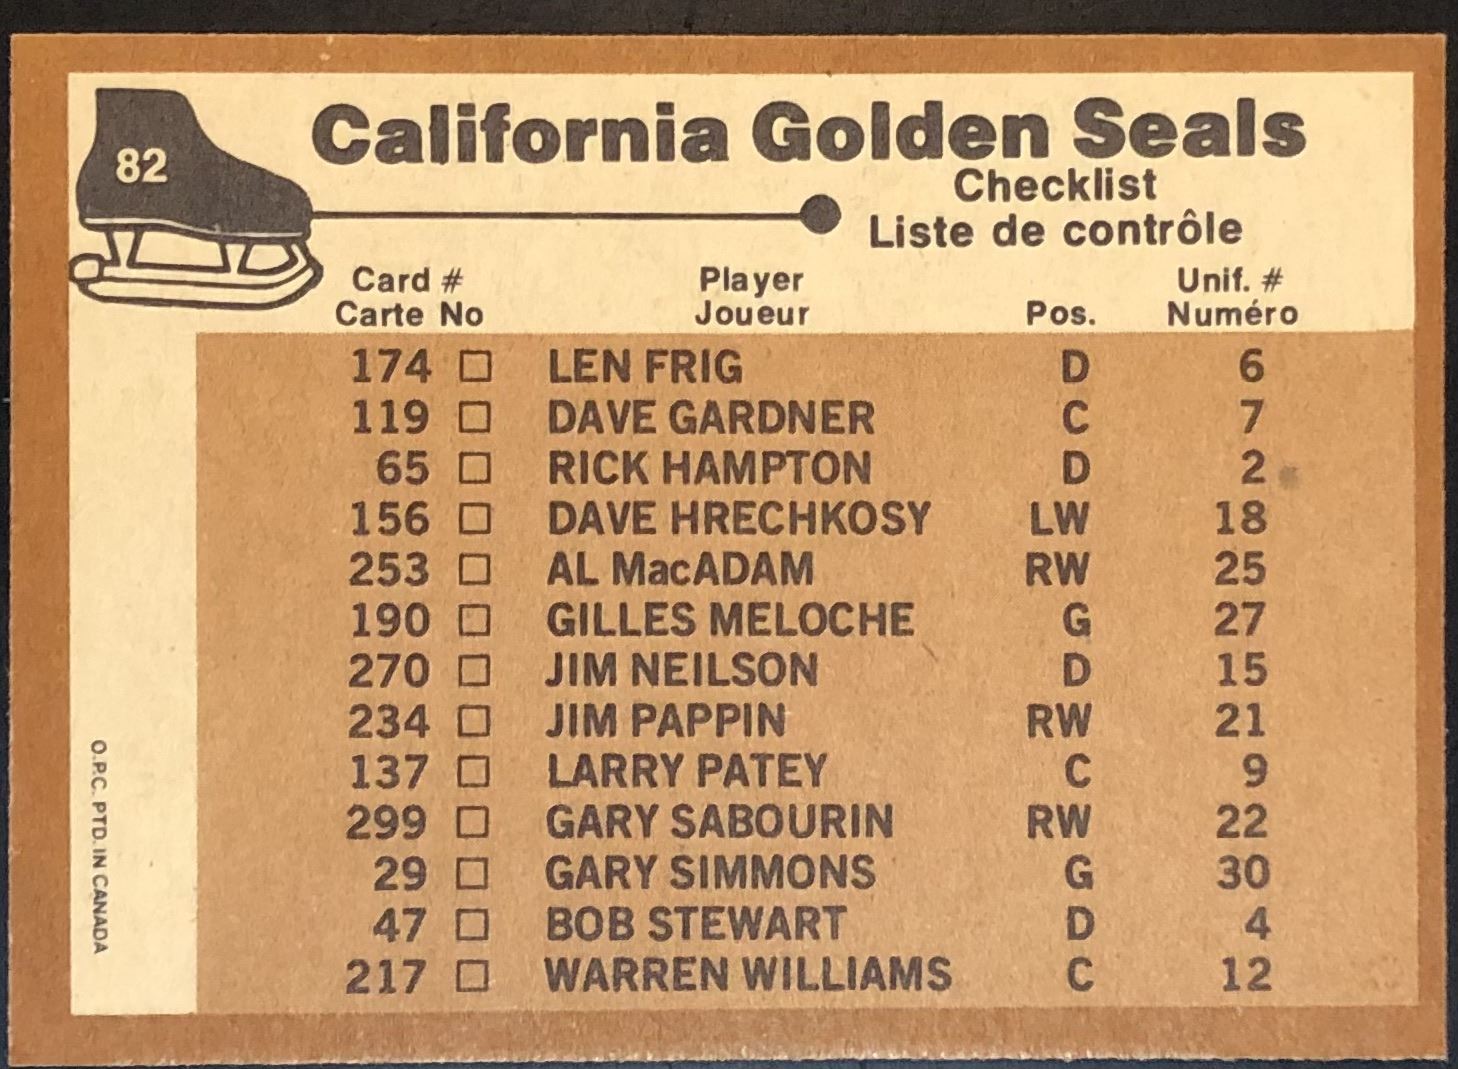 82
California Golden Seals
Checklist
Liste de contrôle
Card # Player Unif. #
Carte No Joueur Pos. Numéro
174 □ LEN FRIG D 6
119 □ DAVE GARDNER C 7
65 □ RICK HAMPTON D 2
156 □ DAVE HRECHKOSY LW 18
253 □ AL MacADAM RW 25
190 □ GILLES MELOCHE G 27
270 □ JIM NEILSON D 15
234 □ JIM PAPPIN RW 21
137 □ LARRY PATEY C 9
299 □ GARY SABOURIN RW 22
29 □ GARY SIMMONS G 30
47 □ BOB STEWART D 4
217 □ WARREN WILLIAMS C 12
O.P.C. PTD. IN CANADA